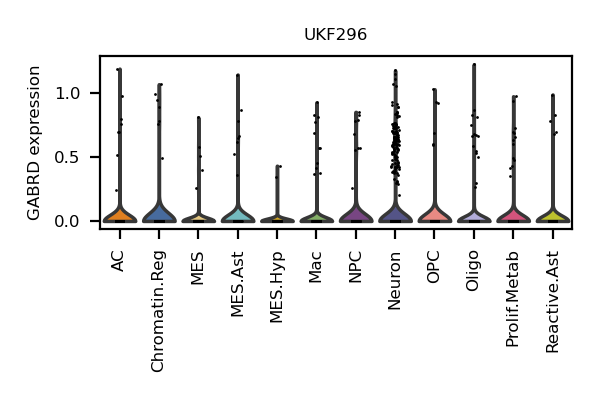 UKF296
GABRD expression
1.0
0.5
0.0
AC
Chromatin.Reg
MES
MES.Ast
MES.Hyp
Mac
NPC
Neuron
OPC
Oligo
Prolif.Metab
Reactive.Ast